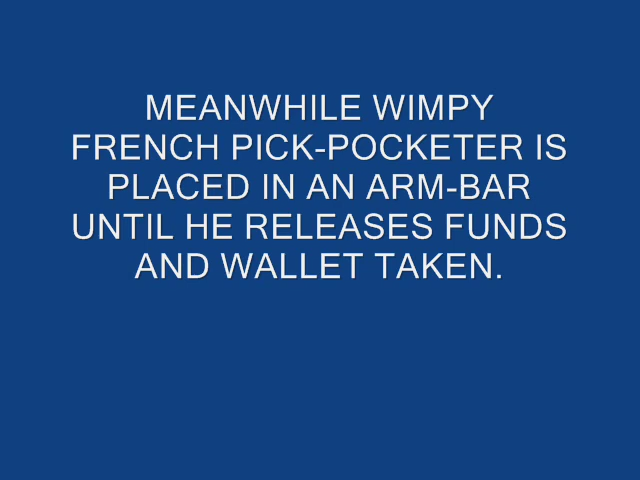 MEANWHILE WIMPY
FRENCH PICK-POCKETER IS
PLACED IN AN ARM-BAR
UNTIL HE RELEASES FUNDS
AND WALLET TAKEN.